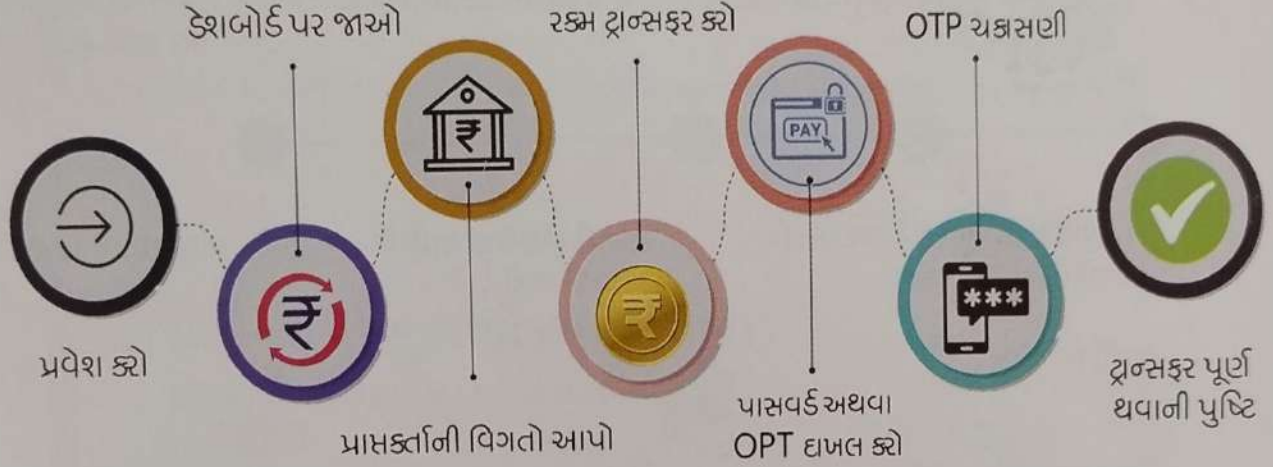 ડેશબોર્ડ પર જાઓ
રકમ ટ્રાન્સફર કરો
OTP ચકાસણી
PAY
***
પ્રવેશ કરો
પ્રાપ્તકર્તાની વિગતો આપો
પાસવર્ડ અથવા
OPT દાખલ કરો
ટ્રાન્સફર પૂર્ણ
થવાની પુષ્ટિ